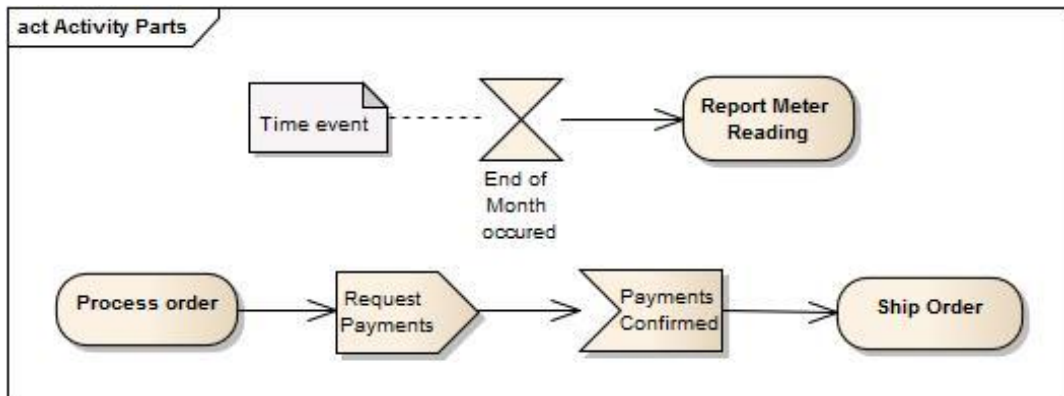 act Activity Parts
Time event
End of
Month
occured
Report Meter
Reading
Process order
Request
Payments
Payments
Confirmed
Ship Order